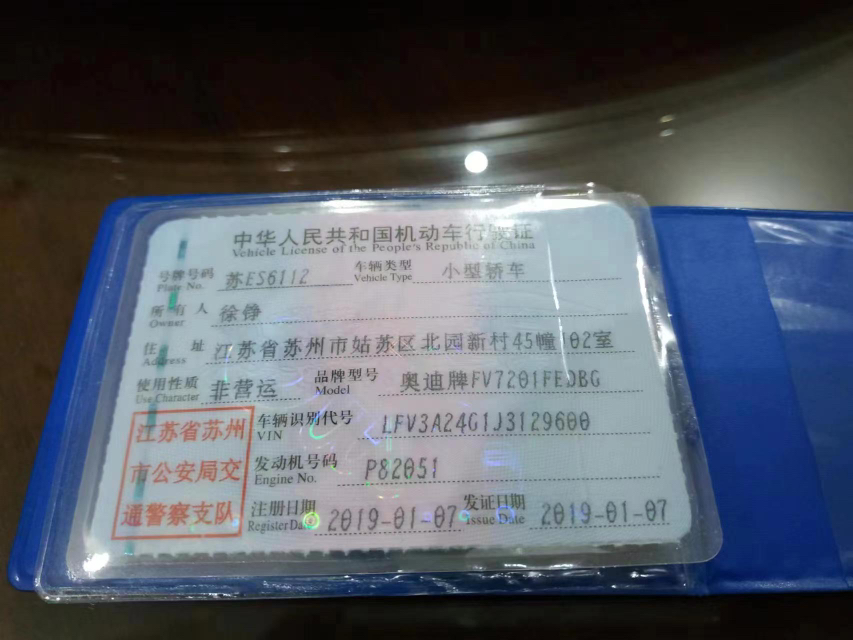 中华人民共和国机动车行驶证
Vehicle License of the People's Republic of China
号牌号码 苏ES6112 车辆类型 小型轿车
Plate No. Vehicle Type
所有人 徐铮
Owner
住址 江苏省苏州市姑苏区北园新村45幢102室
Address
使用性质 非营运 品牌型号 奥迪牌FV7201FEDBG
Use Character Model
江苏省苏州 车辆识别代号 LFV3A24G1J3129600
VIN
市公安局交 发动机号码 P82051
Engine No.
通警察支队 注册日期 2019-01-07 发证日期 2019-01-07
Register Date Issue Date